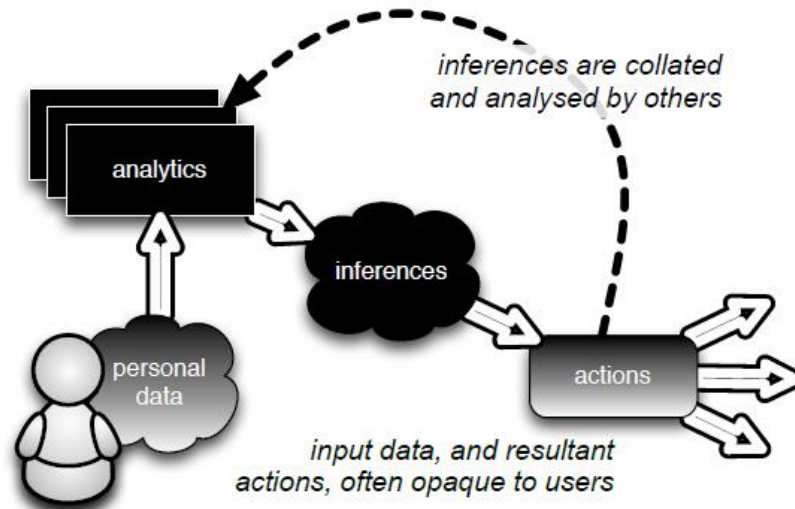 inferences are collated
and analysed by others
analytics
inferences
personal
data
actions
input data, and resultant
actions, often opaque to users